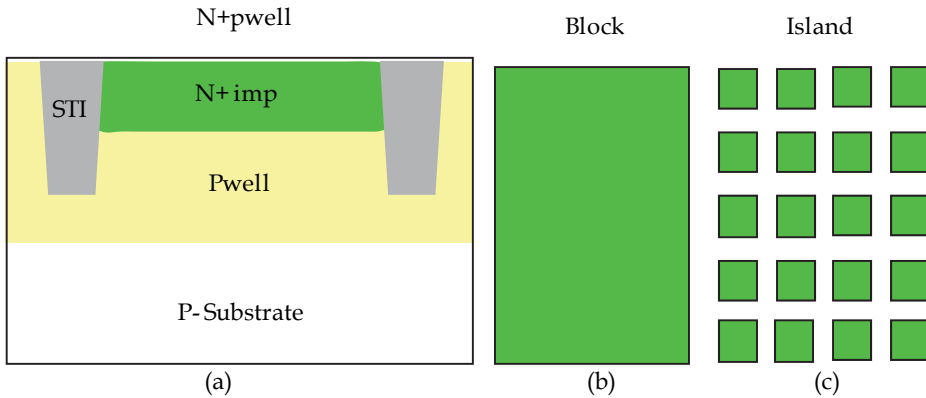 N+pwell
Block
Island
STI
N+ imp
Pwell
P- Substrate
(a)
(b)
(c)